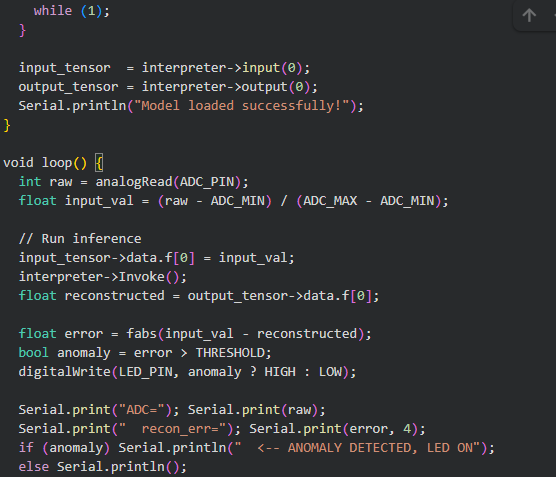 while (1);
}
input_tensor  = interpreter->input(0);
output_tensor = interpreter->output(0);
Serial.println("Model loaded successfully!");
}
void loop() {
int raw = analogRead(ADC_PIN);
float input_val = (raw - ADC_MIN) / (ADC_MAX - ADC_MIN);
// Run inference
input_tensor->data.f[0] = input_val;
interpreter->Invoke();
float reconstructed = output_tensor->data.f[0];
float error = fabs(input_val - reconstructed);
bool anomaly = error > THRESHOLD;
digitalWrite(LED_PIN, anomaly ? HIGH : LOW);
Serial.print("ADC="); Serial.print(raw);
Serial.print("  recon_err="); Serial.print(error, 4);
if (anomaly) Serial.println("  <-- ANOMALY DETECTED, LED ON");
else Serial.println();